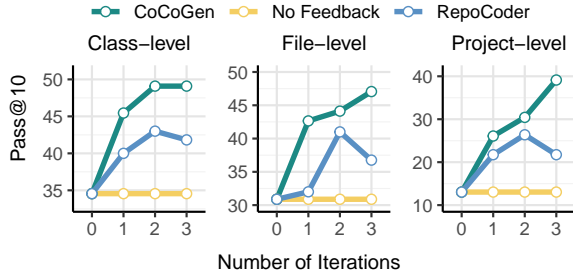 CoCoGen No Feedback RepoCoder
Class−level File−level Project−level
Pass@10
50
45
40
35
0 1 2 3
50
45
40
35
30
0 1 2 3
40
30
20
10
0 1 2 3
Number of Iterations